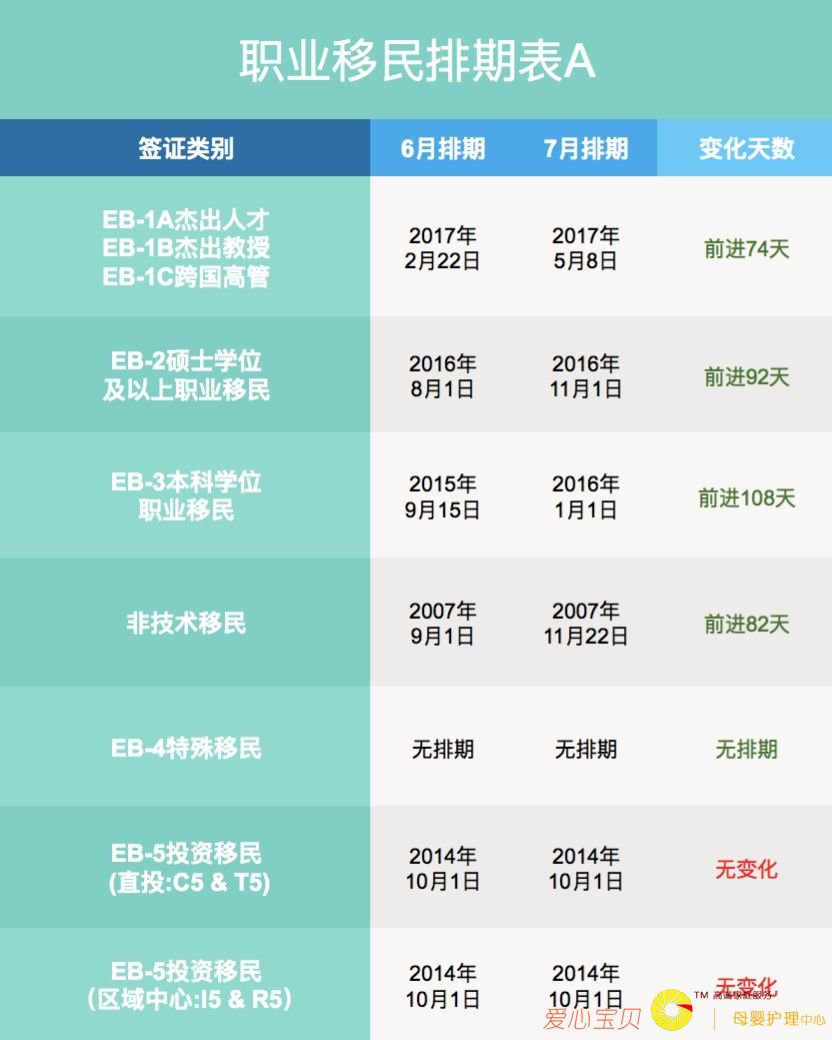 职业移民排期表A
签证类别
6月排期
7月排期
变化天数
EB-1A杰出人才
EB-1B杰出教授
EB-1C跨国高管
2017年
2月22日
2017年
5月8日
前进74天
EB-2硕士学位
及以上职业移民
2016年
8月1日
2016年
11月1日
前进92天
EB-3本科学位
职业移民
2015年
9月15日
2016年
1月1日
前进108天
非技术移民
2007年
9月1日
2007年
11月22日
前进82天
EB-4特殊移民
无排期
无排期
无排期
EB-5投资移民
(直投:C5 & T5)
2014年
10月1日
2014年
10月1日
无变化
EB-5投资移民
（区域中心:I5 & R5）
2014年
10月1日
2014年
10月1日
无变化
爱心宝贝
TM
母婴护理中心